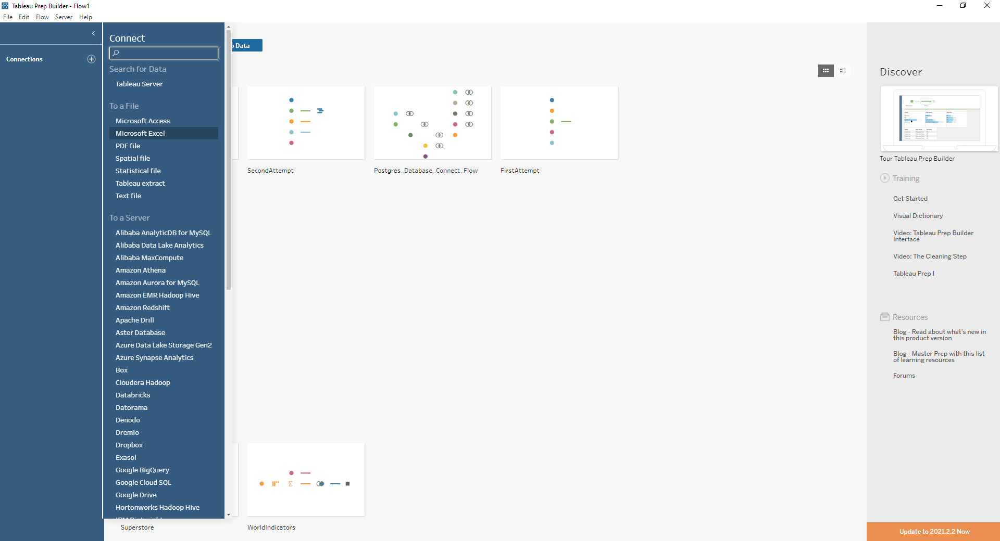 Tableau Prep Builder - Flow1
File Edit Flow Server Help
Connections
Connect
Search for Data
Tableau Server
To a File
Microsoft Access
Microsoft Excel
PDF file
Spatial file
Statistical file
Tableau extract
Text file
To a Server
Alibaba AnalyticDB for MySQL
Alibaba Data Lake Analytics
Alibaba MaxCompute
Amazon Athena
Amazon Aurora for MySQL
Amazon EMR Hadoop Hive
Amazon Redshift
Apache Drill
Aster Database
Azure Data Lake Storage Gen2
Azure Synapse Analytics
Box
Cloudera Hadoop
Databricks
Datorama
Denodo
Dremio
Dropbox
Exasol
Google BigQuery
Google Cloud SQL
Google Drive
Hortonworks Hadoop Hive
Data
SecondAttempt
Postgres_Database_Connect_Flow
FirstAttempt
Superstore
WorldIndicators
Discover
Tour Tableau Prep Builder
Training
Get Started
Visual Dictionary
Video: Tableau Prep Builder
Interface
Video: The Cleaning Step
Tableau Prep I
Resources
Blog - Read about what's new in
this product version
Blog - Master Prep with this list
of learning resources
Forums
Update to 2021.2.2 Now